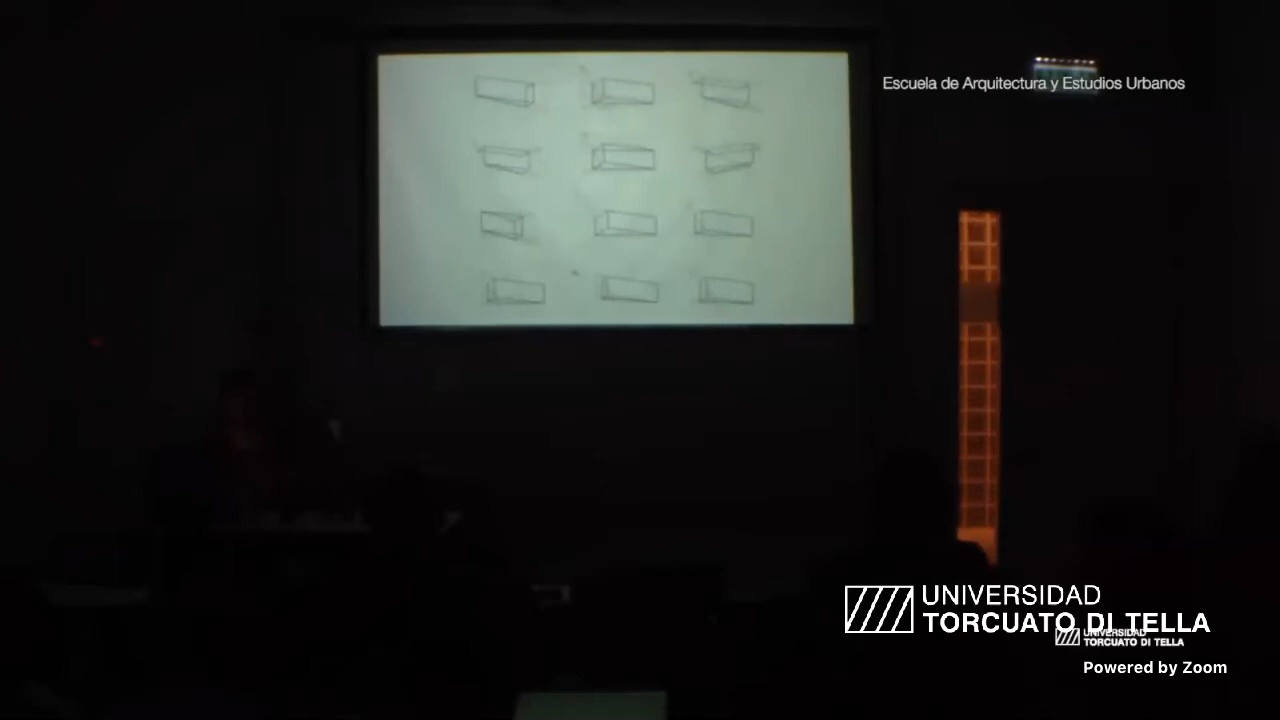 Escuela de Arquitectura y Estudios Urbanos
UNIVERSIDAD
TORCUATO DI TELLA
UNIVERSIDAD
TORCUATO DI TELLA
Powered by Zoom